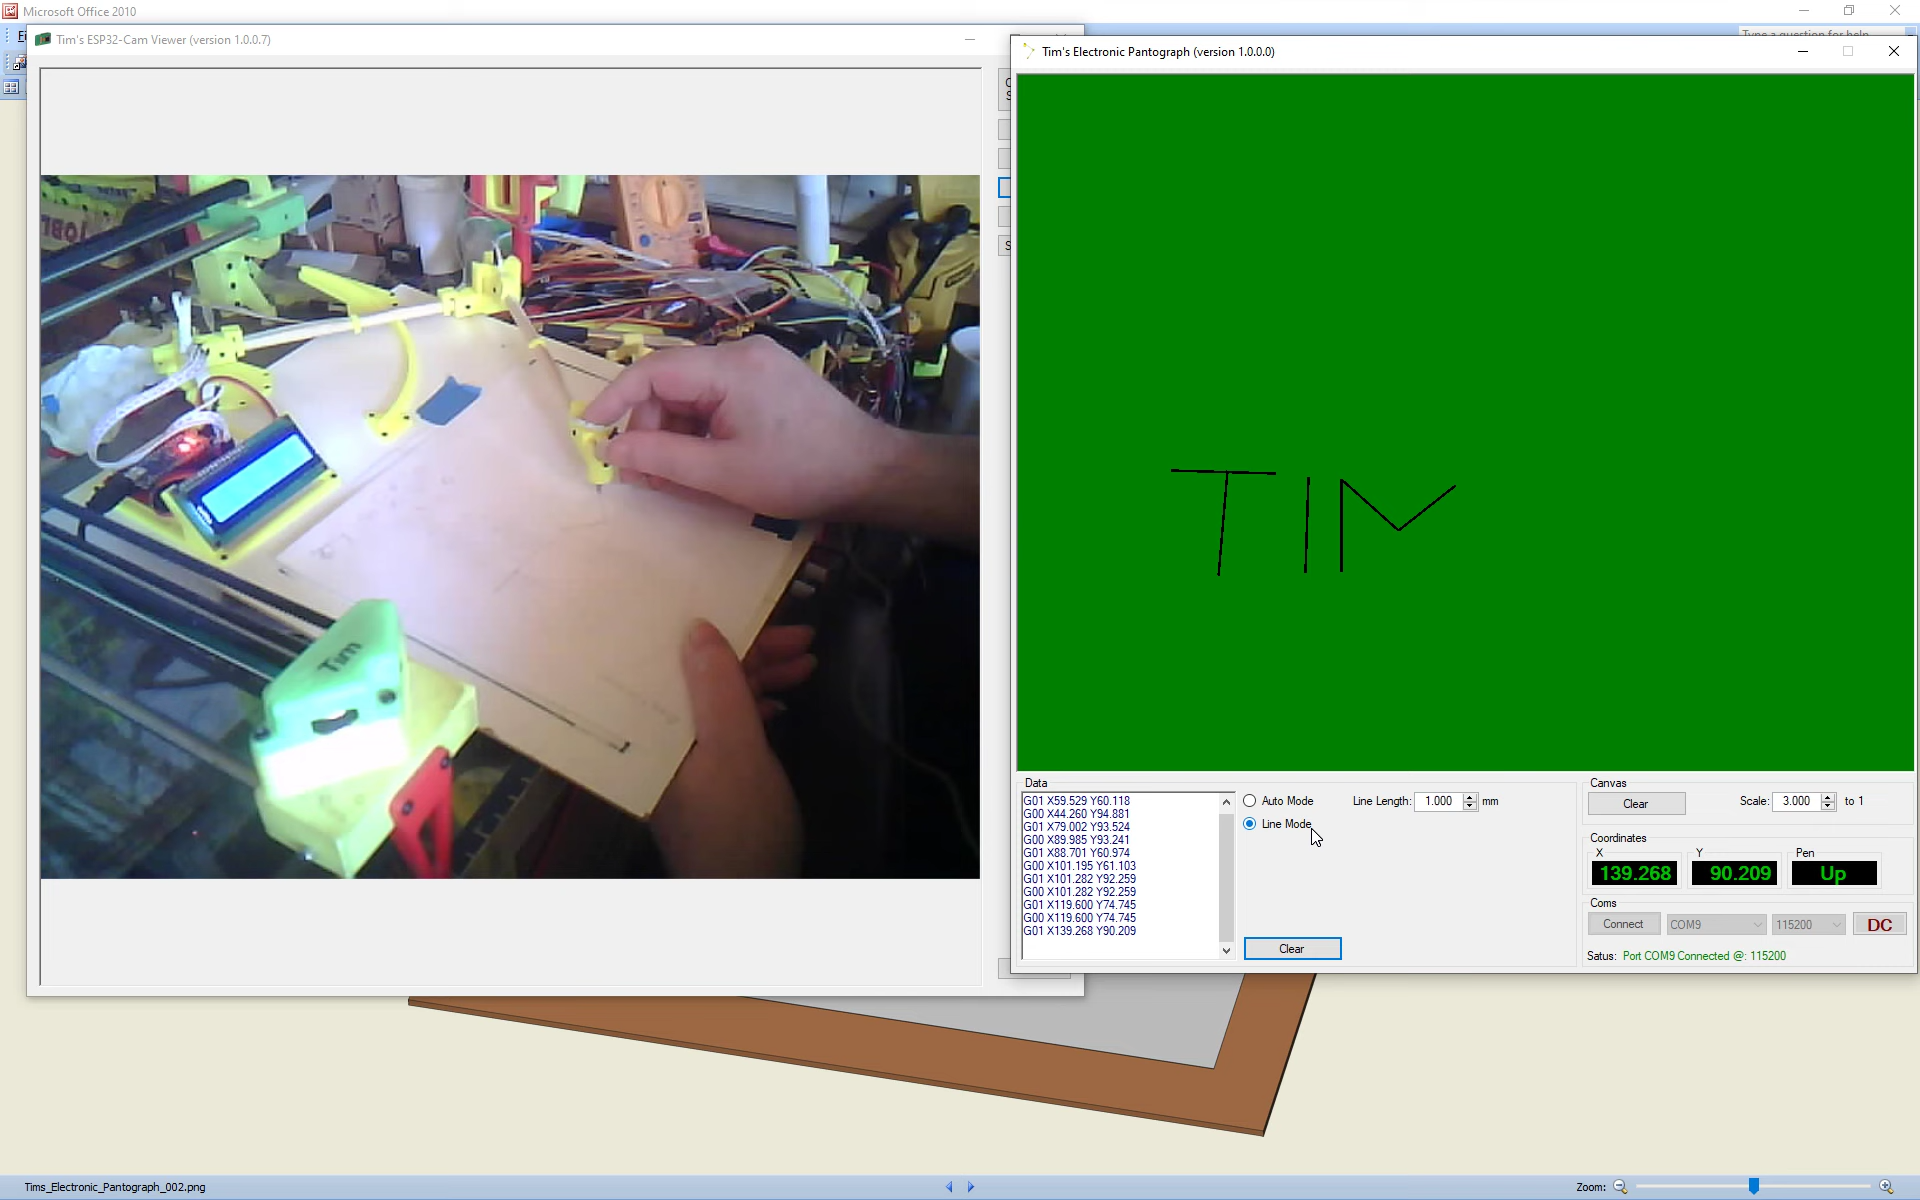 Microsoft Office 2010
Tim's ESP32-Cam Viewer (version 1.0.0.7)
Tim's Electronic Pantograph (version 1.0.0.0)
Tim
TIM
Data
G01 X59.529 Y60.118
G00 X44.260 Y94.881
G01 X79.002 Y93.524
G00 X89.985 Y93.241
G01 X88.701 Y60.974
G00 X101.195 Y61.103
G01 X101.282 Y92.259
G00 X101.282 Y92.259
G01 X119.600 Y74.745
G00 X119.600 Y74.745
G01 X139.268 Y90.209
Auto Mode
Line Mode
Line Length: 1.000 mm
Clear
Canvas
Clear
Scale: 3.000 to 1
Coordinates
X Y Pen
139.268 90.209 Up
Coms
Connect COM9 115200 DC
Satus: Port COM9 Connected @: 115200
Tims_Electronic_Pantograph_002.png
Zoom: